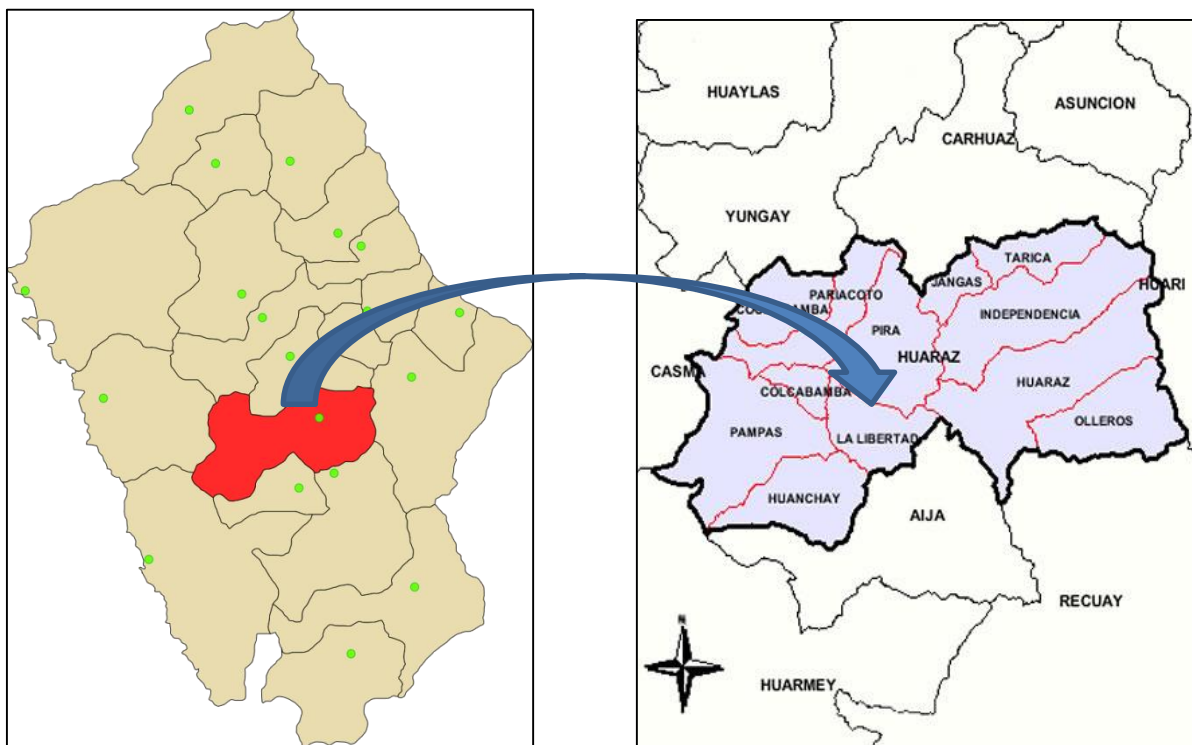 HUAYLAS
ASUNCION
CARHUAZ
YUNGAY
TARICA
JANGAS
HUARI
PARIACOTO
INDEPENDENCIA
PIRA
HUARAZ
CASMA
HUARAZ
COLCABAMBA
OLLEROS
PAMPAS
LA LIBERTAD
HUANCHAY
AIJA
RECUAY
N
HUARMEY